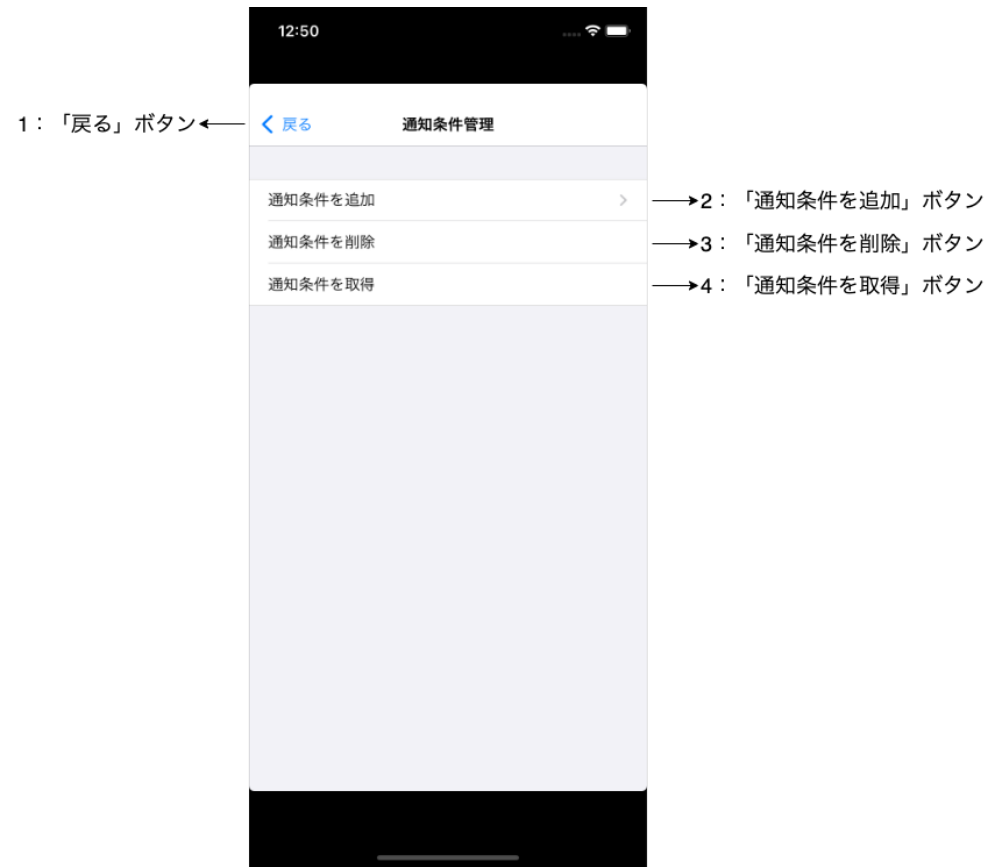 12:50
1：「戻る」ボタン
戻る
通知条件管理
通知条件を追加
2：「通知条件を追加」ボタン
通知条件を削除
3：「通知条件を削除」ボタン
通知条件を取得
4：「通知条件を取得」ボタン